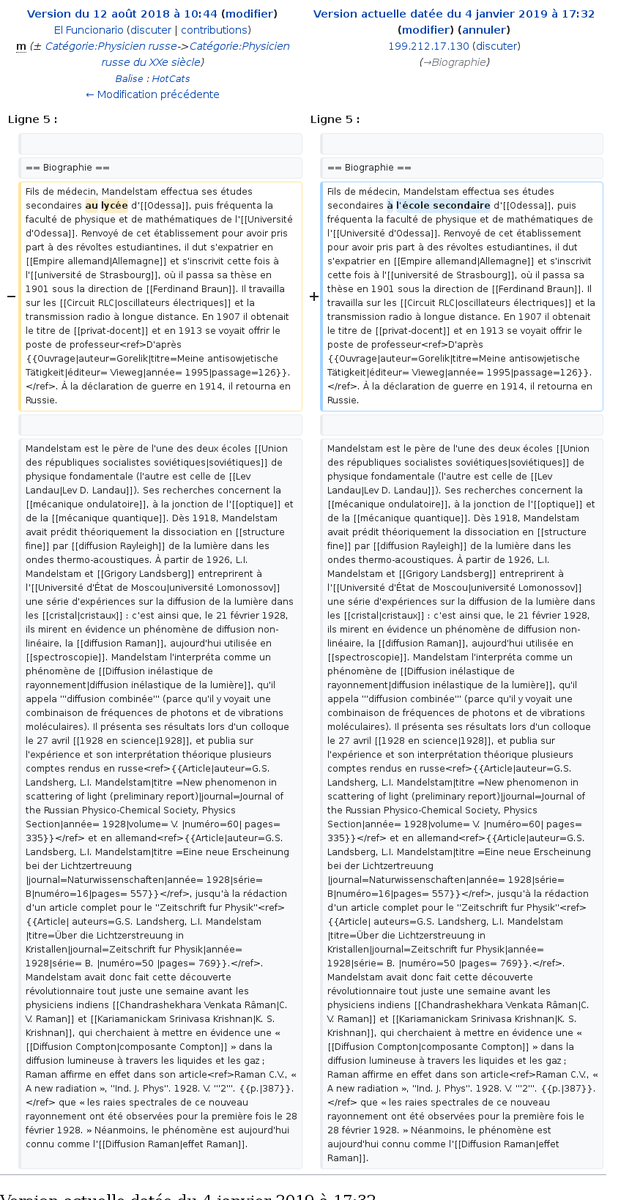 Version du 12 août 2018 à 10:44 (modifier)
El Funcionario (discuter | contributions)
m (± Catégorie:Physicien russe->Catégorie:Physicien
russe du XXe siècle)
Balise : HotCats
← Modification précédente
Version actuelle datée du 4 janvier 2019 à 17:32
(modifier) (annuler)
199.212.17.130 (discuter)
(→Biographie)
Ligne 5 :
Ligne 5 :
== Biographie ==
== Biographie ==
−
Fils de médecin, Mandelstam effectua ses études
secondaires au lycée d'[[Odessa]], puis fréquenta la
faculté de physique et de mathématiques de l'[[Université
d'Odessa]]. Renvoyé de cet établissement pour avoir pris
part à des révoltes estudiantines, il dut s'expatrier en
[[Empire allemand|Allemagne]] et s'inscrivit cette fois à
l'[[université de Strasbourg]], où il passa sa thèse en
1901 sous la direction de [[Ferdinand Braun]]. Il travailla
sur les [[Circuit RLC|oscillateurs électriques]] et la
transmission radio à longue distance. En 1907 il obtenait
le titre de [[privat-docent]] et en 1913 se voyait offrir le
poste de professeur<ref>D'après
{{Ouvrage|auteur=Gorelik|titre=Meine antisowjetische
Tätigkeit|éditeur= Vieweg|année= 1995|passage=126}}.
</ref>. À la déclaration de guerre en 1914, il retourna en
Russie.
+
Fils de médecin, Mandelstam effectua ses études
secondaires à l'école secondaire d'[[Odessa]], puis
fréquenta la faculté de physique et de mathématiques de
l'[[Université d'Odessa]]. Renvoyé de cet établissement
pour avoir pris part à des révoltes estudiantines, il dut
s'expatrier en [[Empire allemand|Allemagne]] et s'inscrivit
cette fois à l'[[université de Strasbourg]], où il passa sa
thèse en 1901 sous la direction de [[Ferdinand Braun]]. Il
travailla sur les [[Circuit RLC|oscillateurs électriques]] et la
transmission radio à longue distance. En 1907 il obtenait
le titre de [[privat-docent]] et en 1913 se voyait offrir le
poste de professeur<ref>D'après
{{Ouvrage|auteur=Gorelik|titre=Meine antisowjetische
Tätigkeit|éditeur= Vieweg|année= 1995|passage=126}}.
</ref>. À la déclaration de guerre en 1914, il retourna en
Russie.
Mandelstam est le père de l'une des deux écoles [[Union
des républiques socialistes soviétiques|soviétiques]] de
physique fondamentale (l'autre est celle de [[Lev
Landau|Lev D. Landau]]). Ses recherches concernent la
[[mécanique ondulatoire]], à la jonction de l'[[optique]] et
de la [[mécanique quantique]]. Dès 1918, Mandelstam
avait prédit théoriquement la dissociation en [[structure
fine]] par [[diffusion Rayleigh]] de la lumière dans les
ondes thermo-acoustiques. À partir de 1926, L.I.
Mandelstam et [[Grigory Landsberg]] entreprirent à
l'[[Université d'État de Moscou|université Lomonossov]]
une série d'expériences sur la diffusion de la lumière dans
les [[cristal|cristaux]] : c'est ainsi que, le 21 février 1928,
ils mirent en évidence un phénomène de diffusion non-
linéaire, la [[diffusion Raman]], aujourd'hui utilisée en
[[spectroscopie]]. Mandelstam l'interpréta comme un
phénomène de [[Diffusion inélastique de
rayonnement|diffusion inélastique de la lumière]], qu'il
appela '''diffusion combinée''' (parce qu'il y voyait une
combinaison de fréquences de photons et de vibrations
moléculaires). Il présenta ses résultats lors d'un colloque
le 27 avril [[1928 en science|1928]], et publia sur
l'expérience et son interprétation théorique plusieurs
comptes rendus en russe<ref>{{Article|auteur=G.S.
Landsherg, L.I. Mandelstam|titre =New phenomenon in
scattering of light (preliminary report)|journal=Journal of
the Russian Physico-Chemical Society, Physics
Section|année= 1928|volume= V. |numéro=60| pages=
335}}</ref> et en allemand<ref>{{Article|auteur=G.S.
Landsberg, L.I. Mandelstam|titre =Eine neue Erscheinung
bei der Lichtzertreuung
|journal=Naturwissenschaften|année= 1928|série=
B|numéro=16|pages= 557}}</ref>, jusqu'à la rédaction
d'un article complet pour le ''Zeitschrift fur Physik''<ref>
{{Article| auteurs=G.S. Landsherg, L.I. Mandelstam
|titre=Über die Lichtzerstreuung in
Kristallen|journal=Zeitschrift fur Physik|année=
1928|série= B. |numéro=50 |pages= 769}}.</ref>.
Mandelstam avait donc fait cette découverte
révolutionnaire tout juste une semaine avant les
physiciens indiens [[Chandrashekhara Venkata Râman|C.
V. Raman]] et [[Kariamanickam Srinivasa Krishnan|K. S.
Krishnan]], qui cherchaient à mettre en évidence une «
[[Diffusion Compton|composante Compton]] » dans la
diffusion lumineuse à travers les liquides et les gaz ;
Raman affirme en effet dans son article<ref>Raman C.V., «
A new radiation », ''Ind. J. Phys''. 1928. V. '''2'''. {{p.|387}}.
</ref> que « les raies spectrales de ce nouveau
rayonnement ont été observées pour la première fois le 28
février 1928. » Néanmoins, le phénomène est aujourd'hui
connu comme l'[[Diffusion Raman|effet Raman]].
Mandelstam est le père de l'une des deux écoles [[Union
des républiques socialistes soviétiques|soviétiques]] de
physique fondamentale (l'autre est celle de [[Lev
Landau|Lev D. Landau]]). Ses recherches concernent la
[[mécanique ondulatoire]], à la jonction de l'[[optique]] et
de la [[mécanique quantique]]. Dès 1918, Mandelstam
avait prédit théoriquement la dissociation en [[structure
fine]] par [[diffusion Rayleigh]] de la lumière dans les
ondes thermo-acoustiques. À partir de 1926, L.I.
Mandelstam et [[Grigory Landsberg]] entreprirent à
l'[[Université d'État de Moscou|université Lomonossov]]
une série d'expériences sur la diffusion de la lumière dans
les [[cristal|cristaux]] : c'est ainsi que, le 21 février 1928,
ils mirent en évidence un phénomène de diffusion non-
linéaire, la [[diffusion Raman]], aujourd'hui utilisée en
[[spectroscopie]]. Mandelstam l'interpréta comme un
phénomène de [[Diffusion inélastique de
rayonnement|diffusion inélastique de la lumière]], qu'il
appela '''diffusion combinée''' (parce qu'il y voyait une
combinaison de fréquences de photons et de vibrations
moléculaires). Il présenta ses résultats lors d'un colloque
le 27 avril [[1928 en science|1928]], et publia sur
l'expérience et son interprétation théorique plusieurs
comptes rendus en russe<ref>{{Article|auteur=G.S.
Landsherg, L.I. Mandelstam|titre =New phenomenon in
scattering of light (preliminary report)|journal=Journal of
the Russian Physico-Chemical Society, Physics
Section|année= 1928|volume= V. |numéro=60| pages=
335}}</ref> et en allemand<ref>{{Article|auteur=G.S.
Landsberg, L.I. Mandelstam|titre =Eine neue Erscheinung
bei der Lichtzertreuung
|journal=Naturwissenschaften|année= 1928|série=
B|numéro=16|pages= 557}}</ref>, jusqu'à la rédaction
d'un article complet pour le ''Zeitschrift fur Physik''<ref>
{{Article| auteurs=G.S. Landsherg, L.I. Mandelstam
|titre=Über die Lichtzerstreuung in
Kristallen|journal=Zeitschrift fur Physik|année=
1928|série= B. |numéro=50 |pages= 769}}.</ref>.
Mandelstam avait donc fait cette découverte
révolutionnaire tout juste une semaine avant les
physiciens indiens [[Chandrashekhara Venkata Râman|C.
V. Raman]] et [[Kariamanickam Srinivasa Krishnan|K. S.
Krishnan]], qui cherchaient à mettre en évidence une «
[[Diffusion Compton|composante Compton]] » dans la
diffusion lumineuse à travers les liquides et les gaz ;
Raman affirme en effet dans son article<ref>Raman C.V., «
A new radiation », ''Ind. J. Phys''. 1928. V. '''2'''. {{p.|387}}.
</ref> que « les raies spectrales de ce nouveau
rayonnement ont été observées pour la première fois le 28
février 1928. » Néanmoins, le phénomène est
aujourd'hui connu comme l'[[Diffusion Raman|effet
Raman]].
Version actuelle datée du 4 janvier 2019 à 17:32